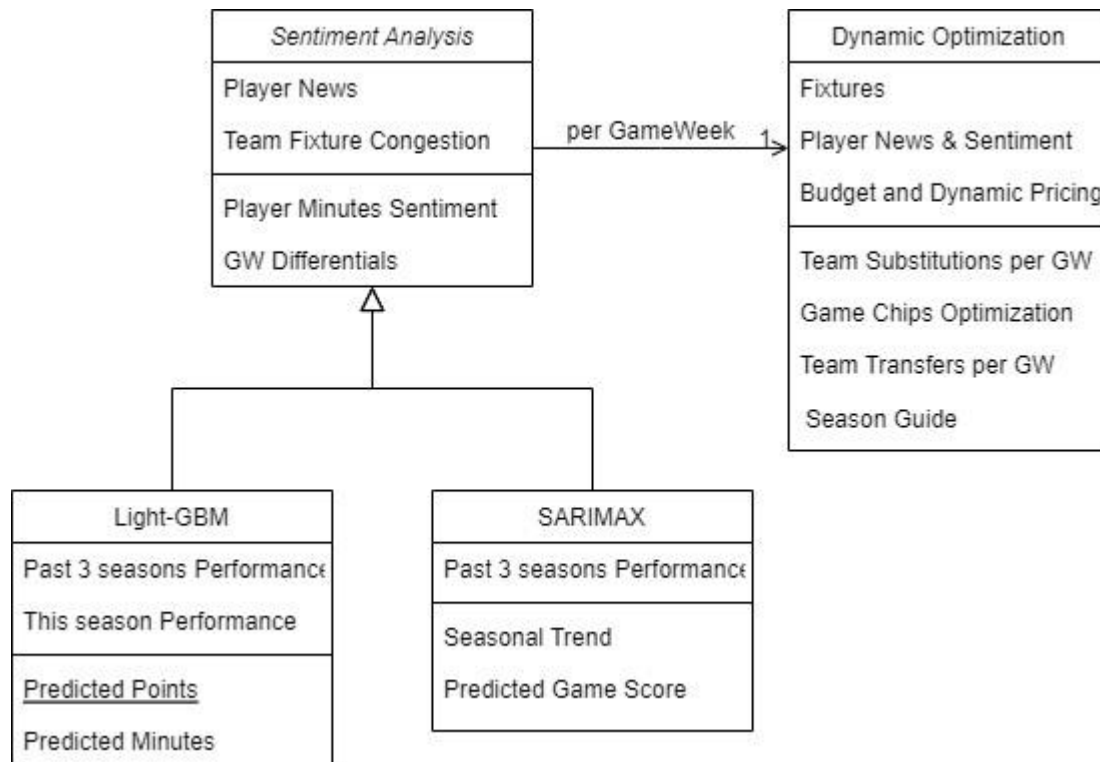 Sentiment Analysis
Player News
Team Fixture Congestion
Player Minutes Sentiment
GW Differentials
per GameWeek
1
Dynamic Optimization
Fixtures
Player News & Sentiment
Budget and Dynamic Pricing
Team Substitutions per GW
Game Chips Optimization
Team Transfers per GW
Season Guide
Light-GBM
Past 3 seasons Performance
This season Performance
Predicted Points
Predicted Minutes
SARIMAX
Past 3 seasons Performance
Seasonal Trend
Predicted Game Score